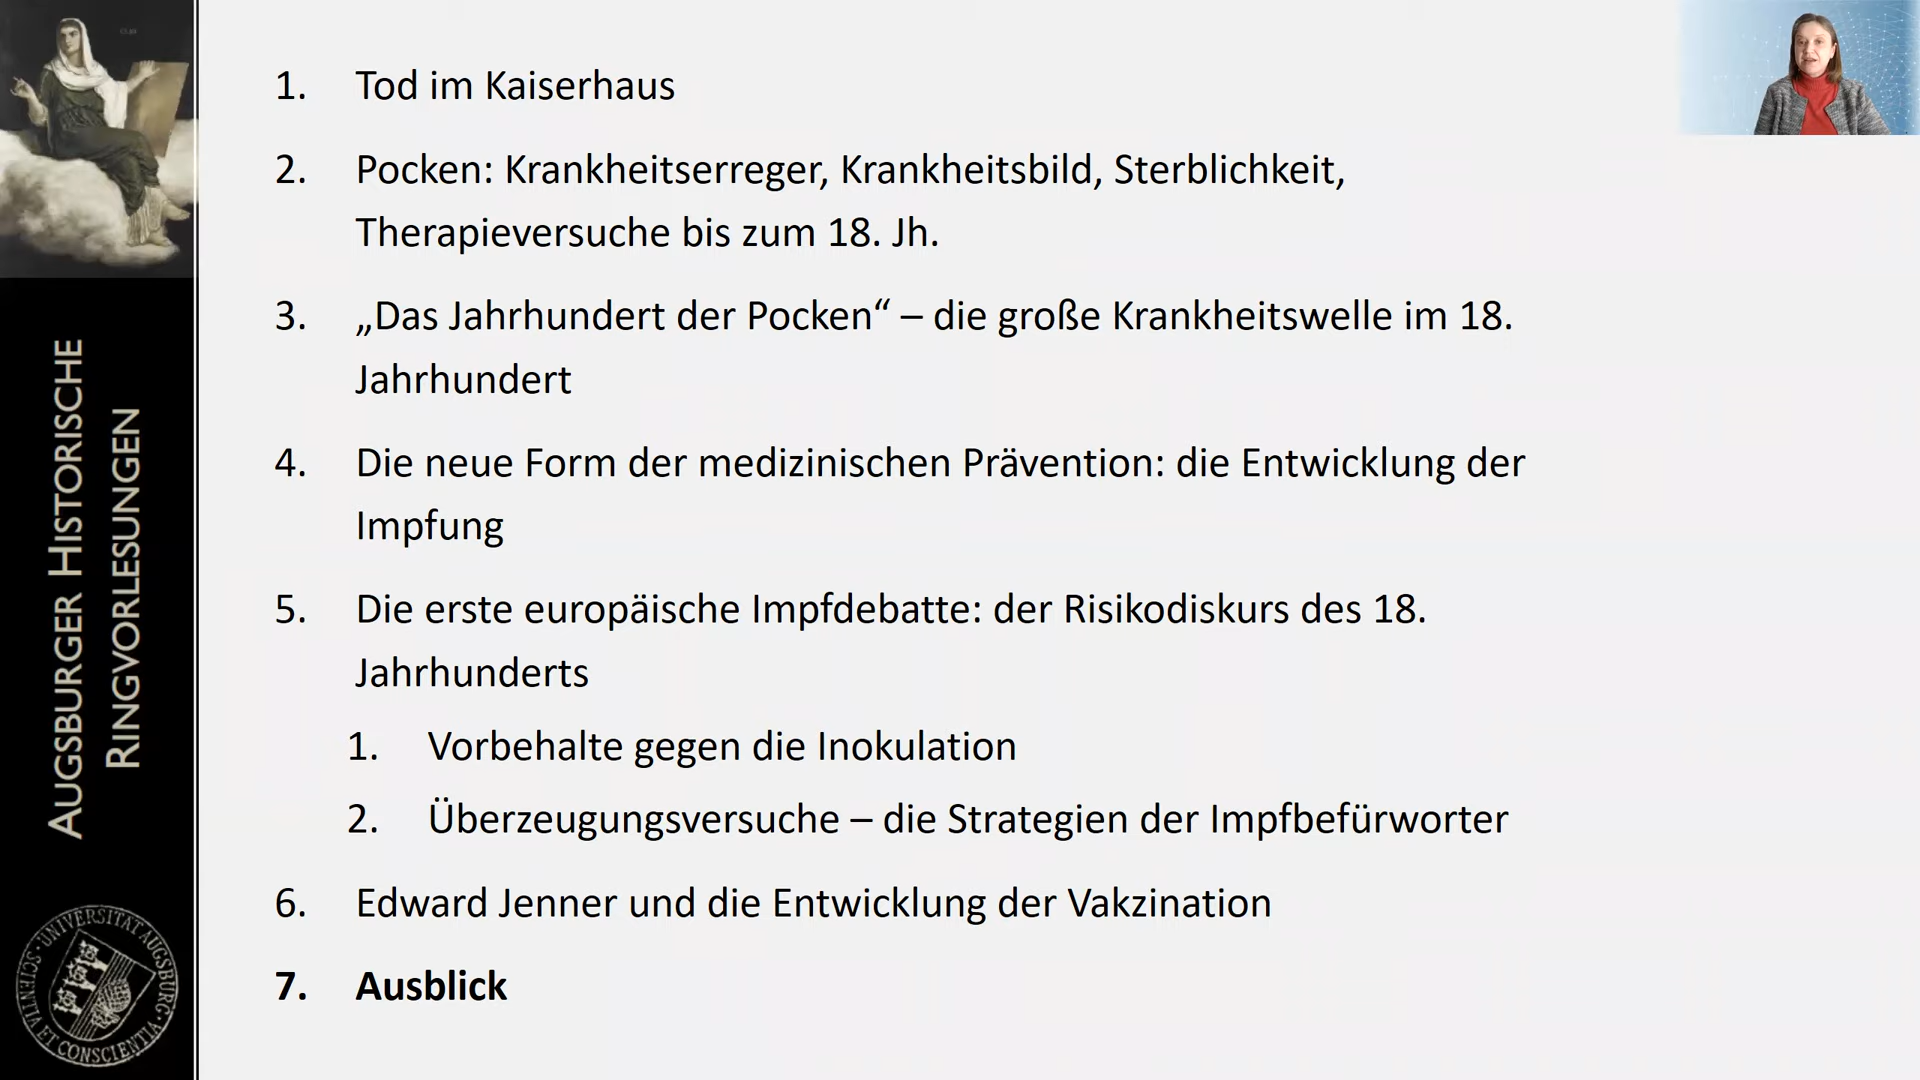 1. Tod im Kaiserhaus
2. Pocken: Krankheitserreger, Krankheitsbild, Sterblichkeit,
Therapieversuche bis zum 18. Jh.
3. „Das Jahrhundert der Pocken“ – die große Krankheitswelle im 18.
Jahrhundert
4. Die neue Form der medizinischen Prävention: die Entwicklung der
Impfung
5. Die erste europäische Impfdebatte: der Risikodiskurs des 18.
Jahrhunderts
1. Vorbehalte gegen die Inokulation
2. Überzeugungsversuche – die Strategien der Impfbefürworter
6. Edward Jenner und die Entwicklung der Vakzination
7. Ausblick
AUGSBURGER HISTORISCHE
RINGVORLESUNGEN
UNIVERSITAT AUGSBURG
SCIENTIA ET CONSCIENTIA